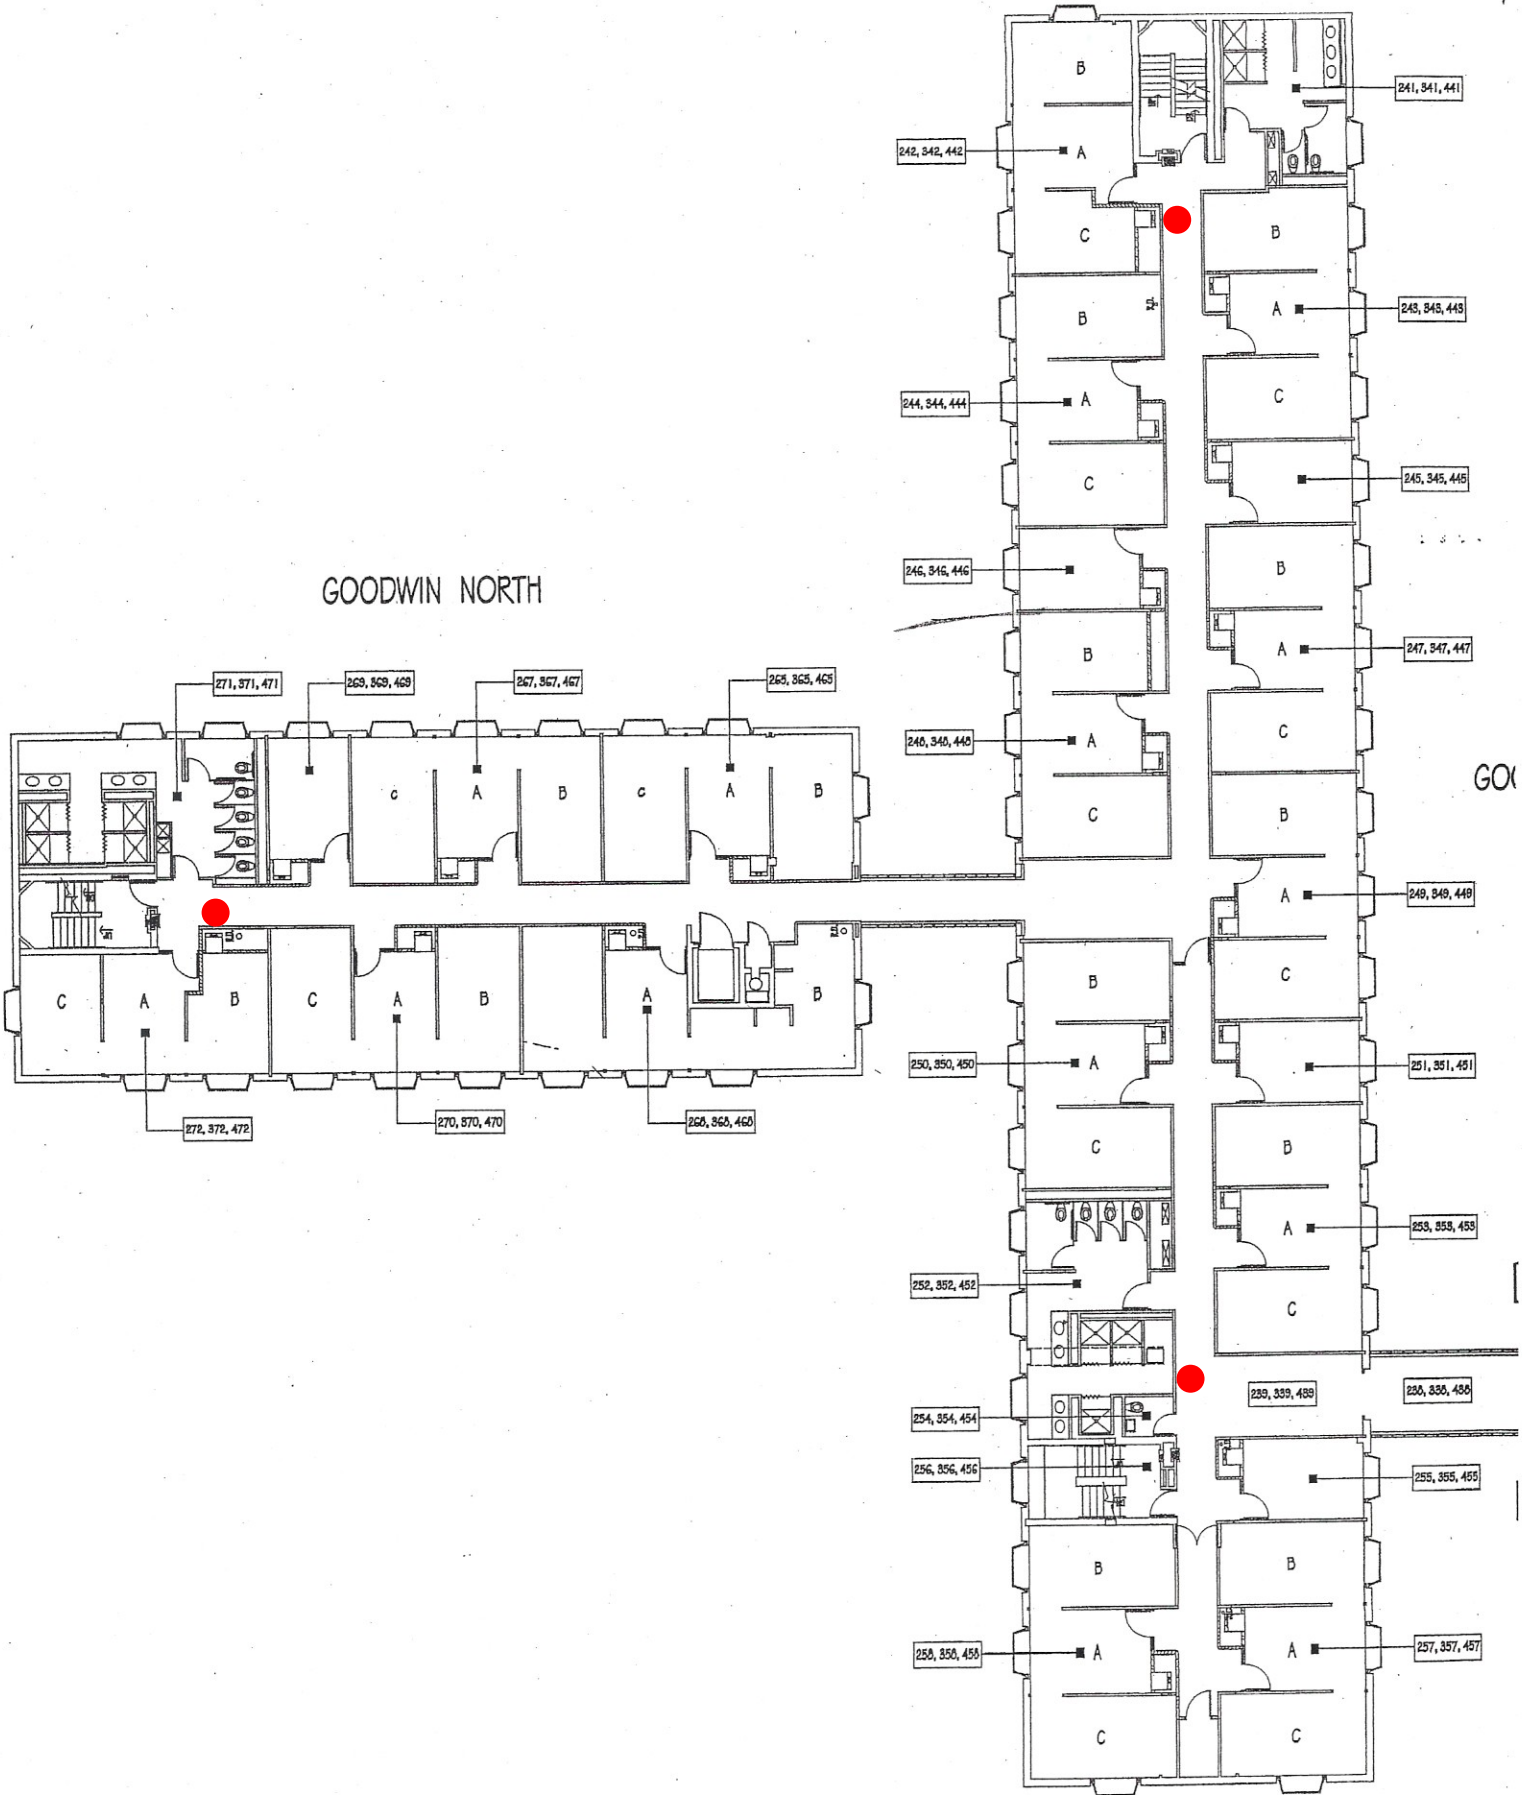 B
241, 341, 441
242, 342, 442
A
C
B
A
243, 343, 443
B
244, 344, 444
A
C
C
245, 345, 445
246, 346, 446
B
GOODWIN NORTH
A
247, 347, 447
B
271, 371, 471
269, 369, 469
267, 367, 467
265, 365, 465
248, 348, 448
A
C
GO
C
A
B
C
A
B
C
B
A
249, 349, 449
C
A
B
C
A
B
A
B
B
C
250, 350, 450
A
251, 351, 451
272, 372, 472
270, 370, 470
268, 368, 468
C
B
A
253, 353, 453
252, 352, 452
C
239, 339, 439
238, 338, 438
254, 354, 454
256, 356, 456
255, 355, 455
B
B
258, 358, 458
A
A
257, 357, 457
C
C